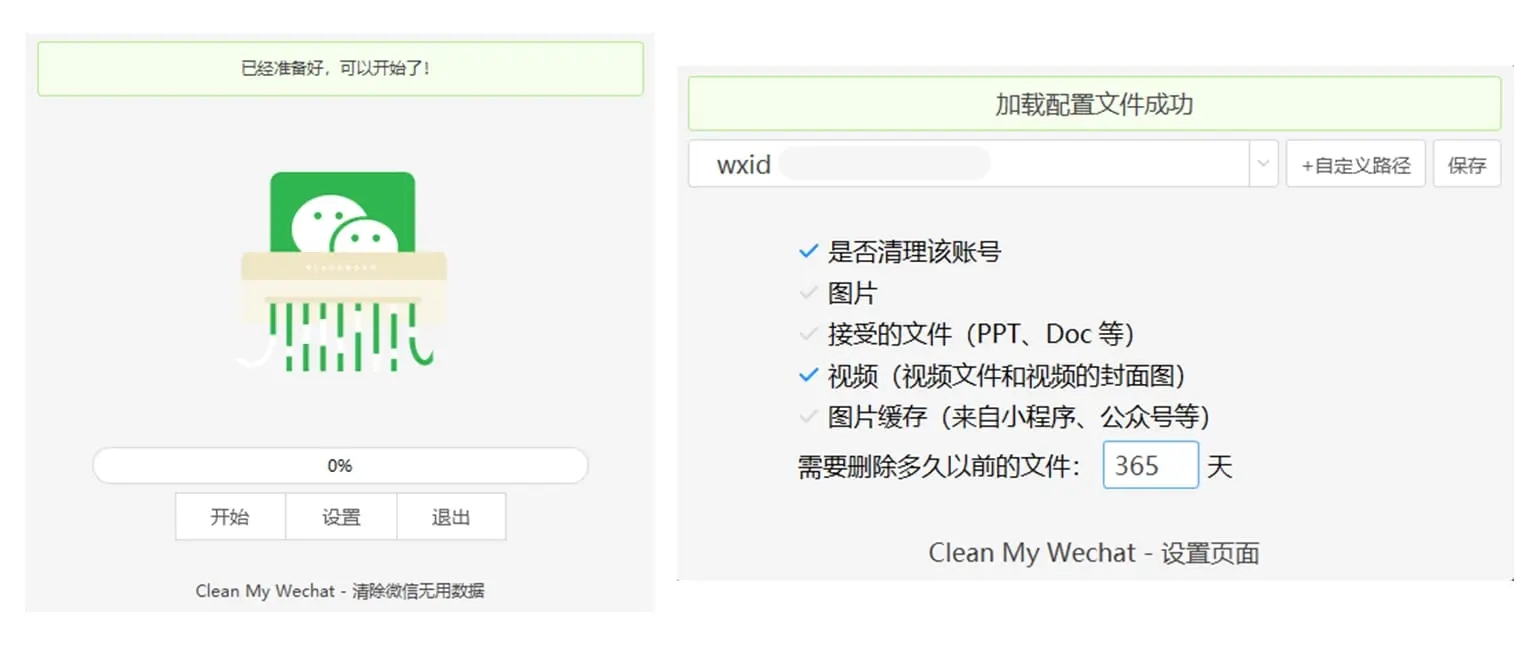 已经准备好，可以开始了！
0%
开始 设置 退出
Clean My Wechat - 清除微信无用数据
加载配置文件成功
wxid +自定义路径 保存
是否清理该账号
图片
接受的文件（PPT、Doc 等）
视频（视频文件和视频的封面图）
图片缓存（来自小程序、公众号等）
需要删除多久以前的文件： 365 天
Clean My Wechat - 设置页面